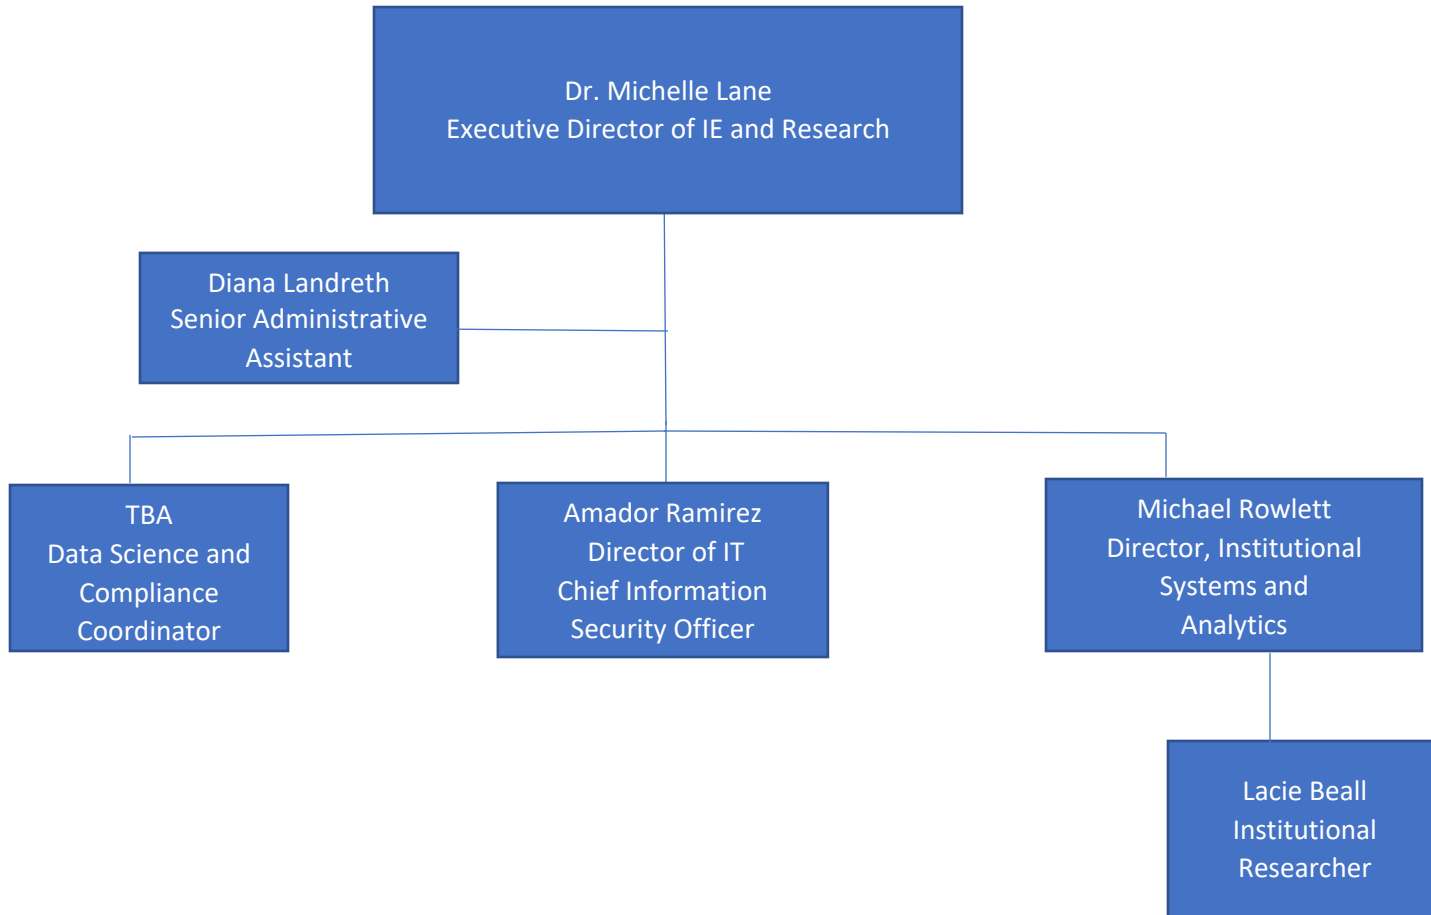 Dr. Michelle Lane
Executive Director of IE and Research
Diana Landreth
Senior Administrative
Assistant
TBA
Data Science and
Compliance
Coordinator
Amador Ramirez
Director of IT
Chief Information
Security Officer
Michael Rowlett
Director, Institutional
Systems and
Analytics
Lacie Beall
Institutional
Researcher